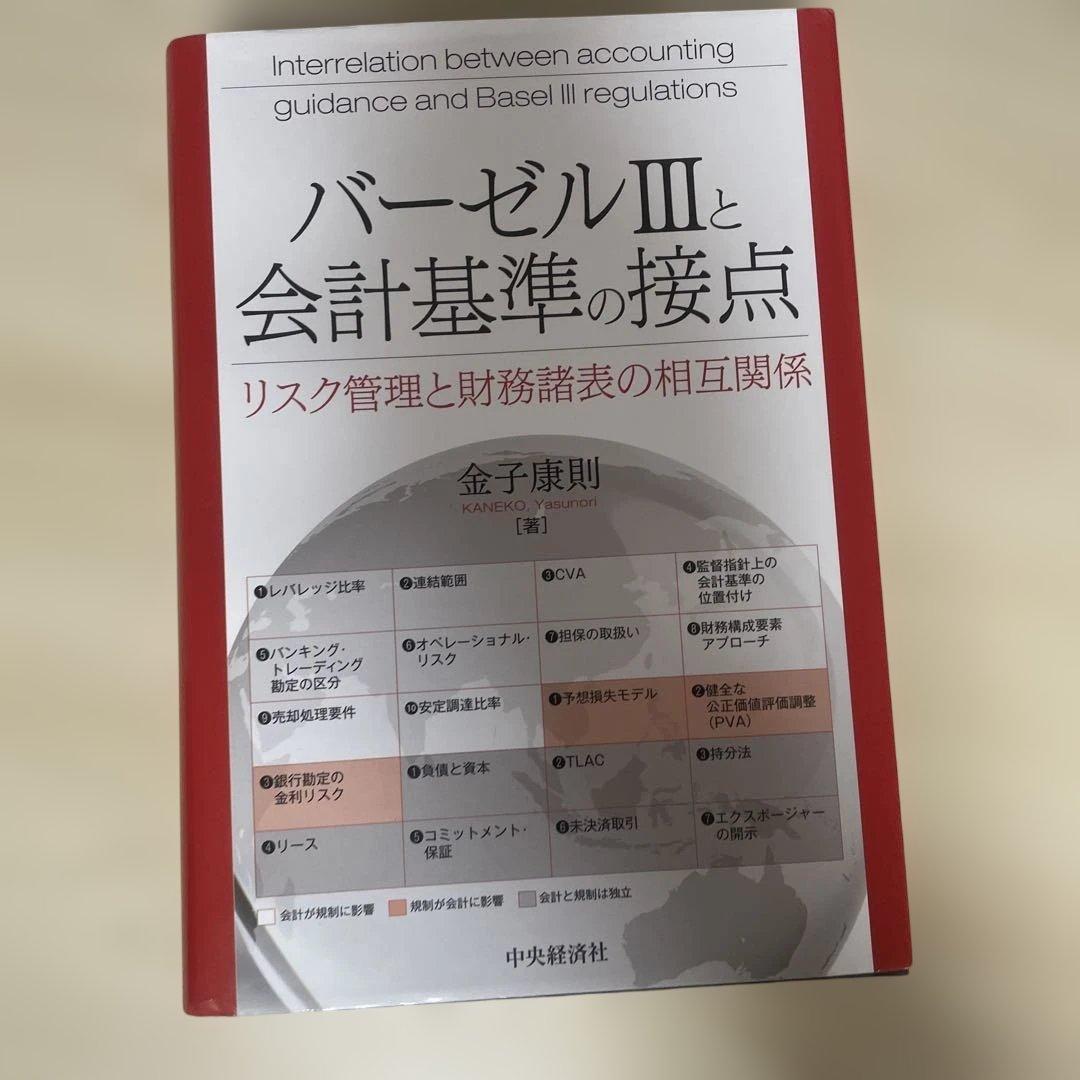 Interrelation between accounting
guidance and Basel III regulations
バーゼルIIIと
会計基準の接点
リスク管理と財務諸表の相互関係
金子康則
KANEKO, Yasunori
[著]
❶レバレッジ比率
❷連結範囲
❸CVA
❹監督指針上の
会計基準の
位置付け
❺バンキング・
トレーディング
勘定の区分
❻オペレーショナル・
リスク
❼担保の取扱い
❽財務構成要素
アプローチ
❾売却処理要件
❿安定調達比率
❶予想損失モデル
❷健全な
公正価値評価調整
(PVA)
❸銀行勘定の
金利リスク
❶負債と資本
❷TLAC
❸持分法
❹リース
❺コミットメント・
保証
❻未決済取引
❼エクスポージャー
の開示
会計が規制に影響
規制が会計に影響
会計と規制は独立
中央経済社